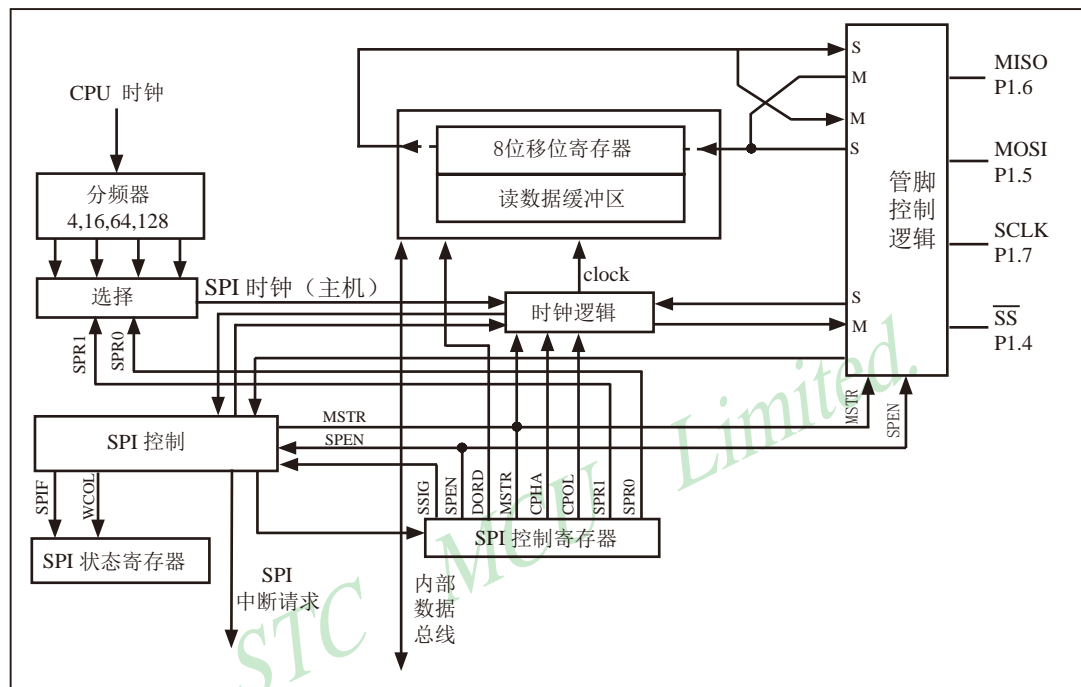 CPU 时钟
分频器
4,16,64,128
选择
SPI 时钟（主机）
SPR1
SPR0
8位移位寄存器
读数据缓冲区
clock
时钟逻辑
S
M
M
S
S
M
管脚
控制
逻辑
MISO
P1.6
MOSI
P1.5
SCLK
P1.7
SS
P1.4
MSTR
SPEN
SPI 控制
MSTR
SPEN
SPIF
WCOL
SPI 状态寄存器
SPI
中断请求
SSIG
SPEN
DORD
MSTR
CPHA
CPOL
SPR1
SPR0
SPI 控制寄存器
内部
数据
总线
STC MCU Limited.